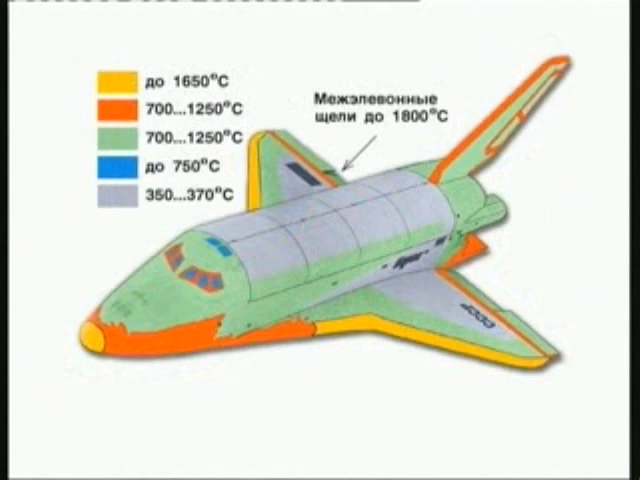 до 1650°C
700...1250°C
700...1250°C
до 750°C
350...370°C
Межэлевонные
щели до 1800°C
СССР